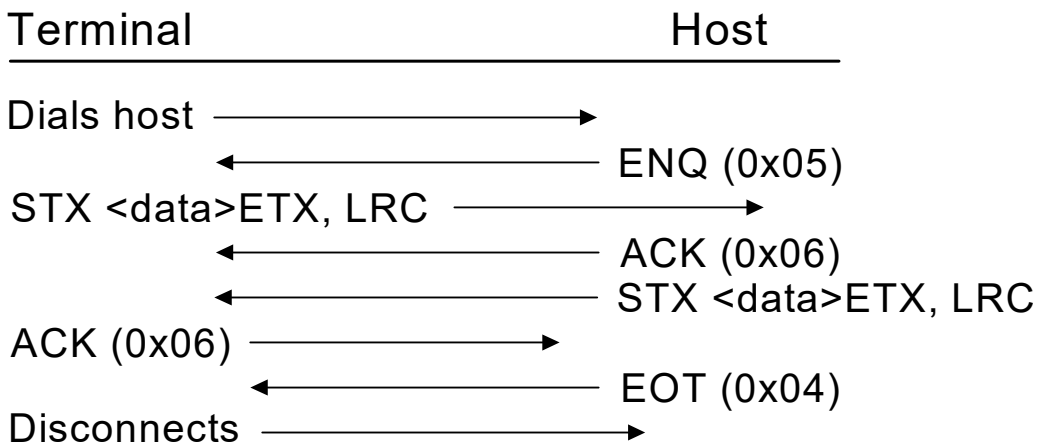 Terminal Host
Dials host
ENQ (0x05)
STX <data>ETX, LRC
ACK (0x06)
STX <data>ETX, LRC
ACK (0x06)
EOT (0x04)
Disconnects